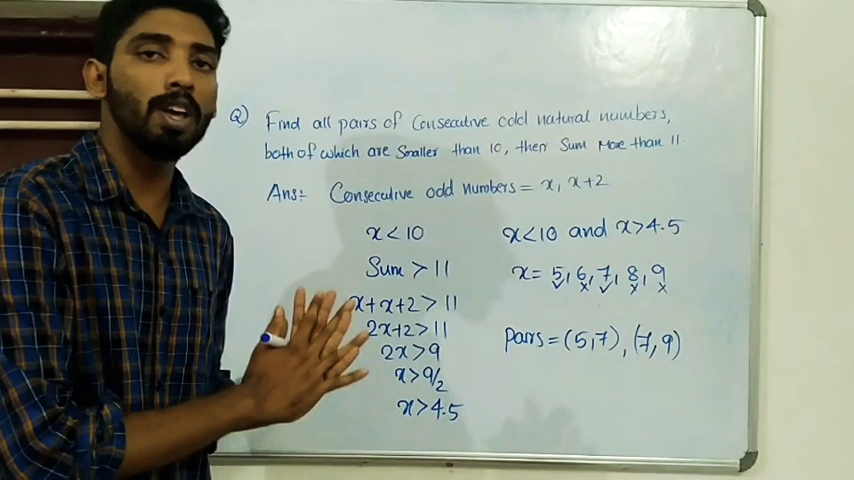 Q) Find all pairs of Consecutive odd natural numbers,
both of which are Smaller than 10, their Sum More than 11
Ans:- Consecutive odd numbers = x, x+2
x<10
Sum > 11
x+x+2 > 11
2x+2>11
2x>9
x>9/2
x>4.5
x<10 and x>4.5
x= 5, 6, 7, 8, 9
✓ × ✓ × ×
Pairs = (5,7), (7,9)